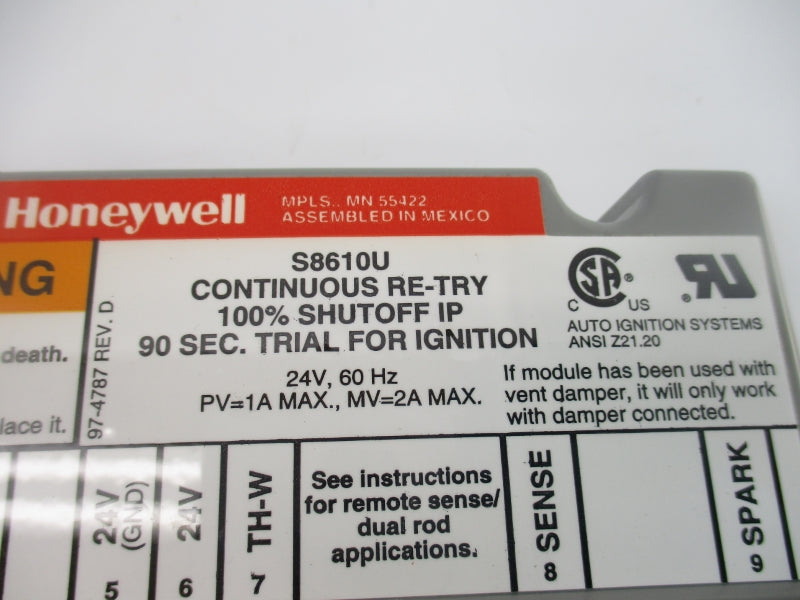 Honeywell
MPLS., MN 55422
ASSEMBLED IN MEXICO
NG
death.
lace it.
97-4787 REV. D
S8610U
CONTINUOUS RE-TRY
100% SHUTOFF IP
90 SEC. TRIAL FOR IGNITION
24V, 60 Hz
PV=1A MAX., MV=2A MAX.
CSA ®
C US
RU ®
AUTO IGNITION SYSTEMS
ANSI Z21.20
If module has been used with
vent damper, it will only work
with damper connected.
24V
(GND)
5
24V
6
TH-W
7
See instructions
for remote sense/
dual rod
applications.
SENSE
8
SPARK
9